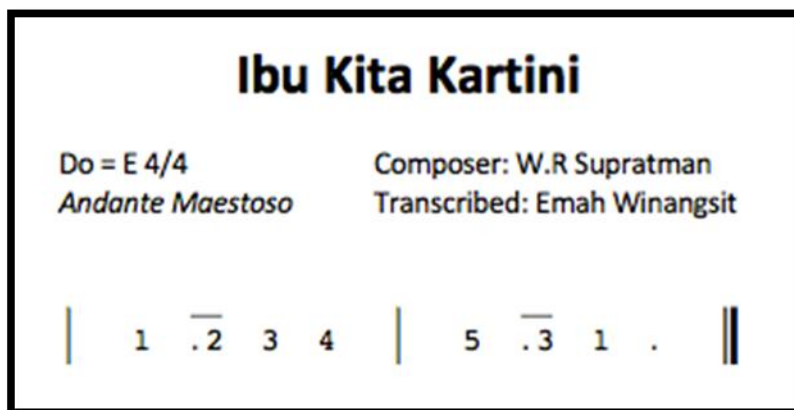 Ibu Kita Kartini
Do = E 4/4 Composer: W.R Supratman
Andante Maestoso Transcribed: Emah Winangsit
| 1 .2 3 4 | 5 .3 1 . ||